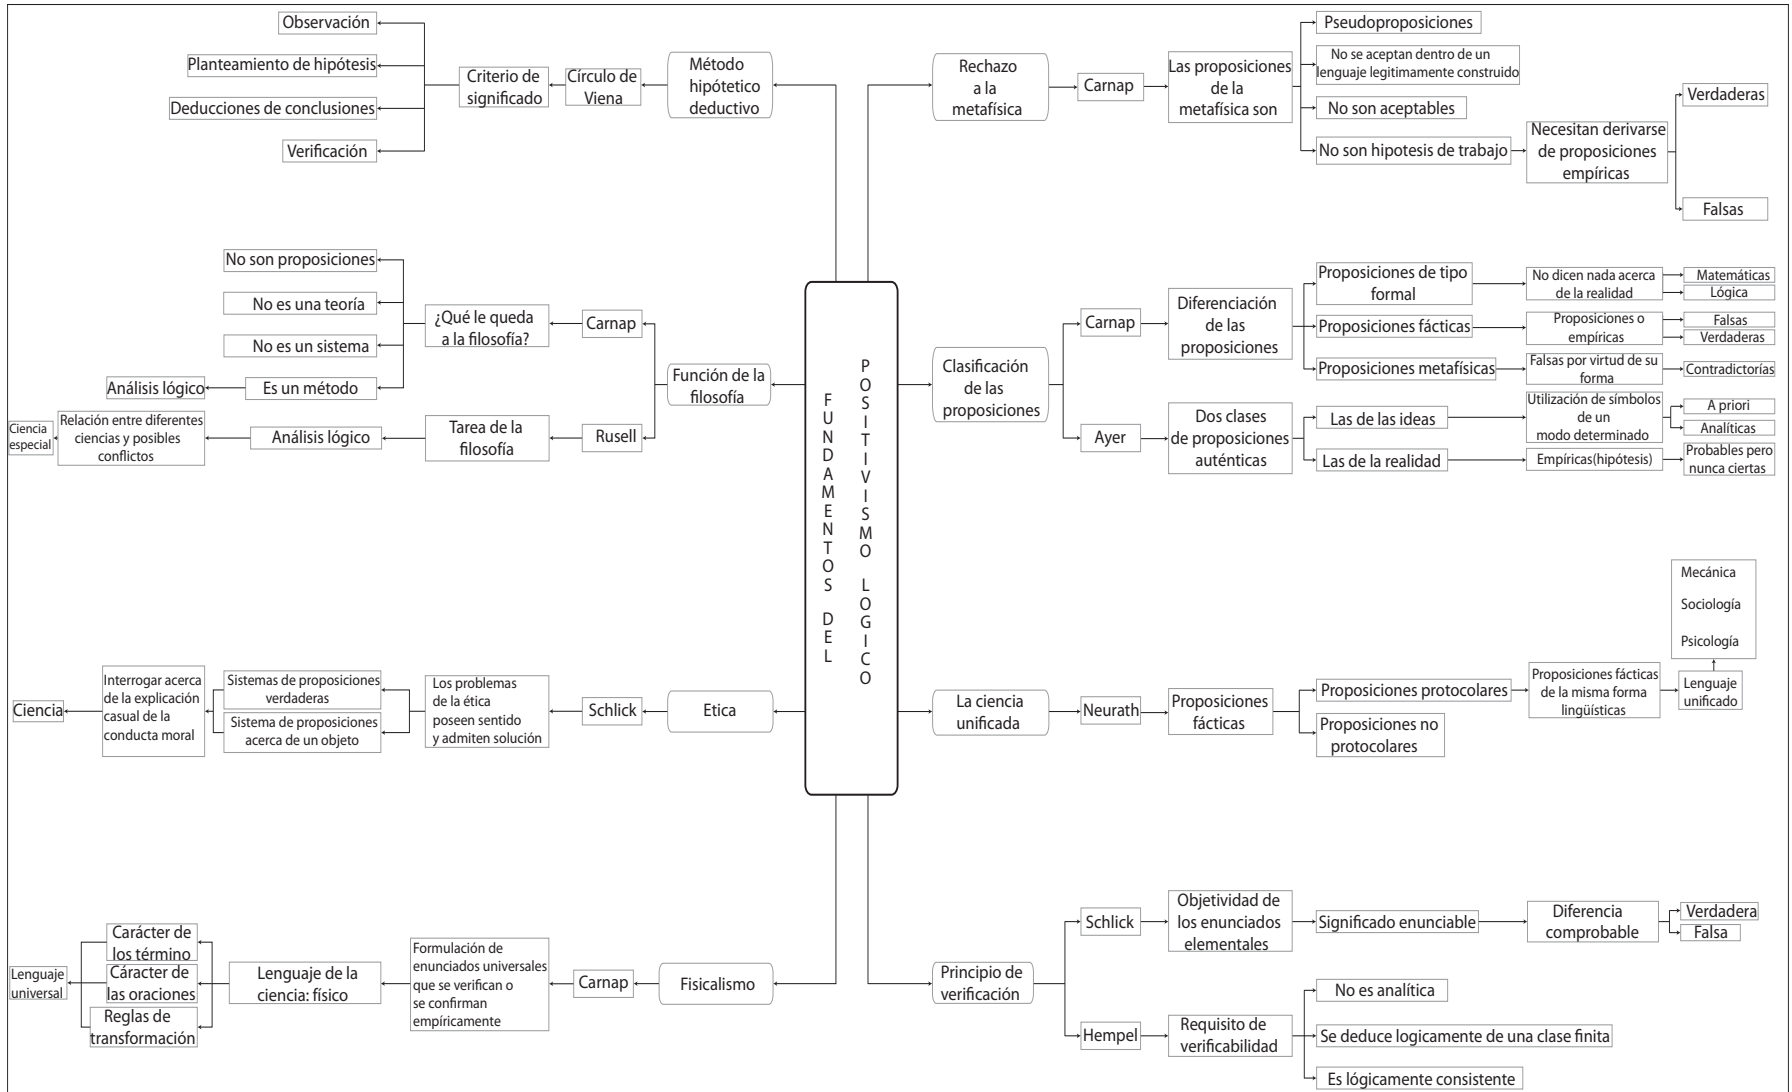 FUNDAMENTOS DEL
POSITIVISMO LOGICO
Método
hipótetico
deductivo
Círculo de
Viena
Criterio de
significado
Observación
Planteamiento de hipótesis
Deducciones de conclusiones
Verificación
Función de la
filosofía
Carnap
¿Qué le queda
a la filosofía?
No son proposiciones
No es una teoría
No es un sistema
Es un método
Análisis lógico
Rusell
Tarea de la
filosofía
Análisis lógico
Relación entre diferentes
ciencias y posibles
conflictos
Ciencia
especial
Etica
Schlick
Los problemas
de la ética
poseen sentido
y admiten solución
Sistemas de proposiciones
verdaderas
Sistema de proposiciones
acerca de un objeto
Interrogar acerca
de la explicación
casual de la
conducta moral
Ciencia
Fisicalismo
Carnap
Formulación de
enunciados universales
que se verifican o
se confirman
empíricamente
Lenguaje de la
ciencia: físico
Carácter de
los término
Cáracter de
las oraciones
Reglas de
transformación
Lenguaje
universal
Rechazo
a la
metafísica
Carnap
Las proposiciones
de la
metafísica son
Pseudoproposiciones
No se aceptan dentro de un
lenguaje legitimamente construido
No son aceptables
No son hipotesis de trabajo
Necesitan derivarse
de proposiciones
empíricas
Verdaderas
Falsas
Clasificación
de las
proposiciones
Carnap
Diferenciación
de las
proposiciones
Proposiciones de tipo
formal
No dicen nada acerca
de la realidad
Matemáticas
Lógica
Proposiciones fácticas
Proposiciones o
empíricas
Falsas
Verdaderas
Proposiciones metafísicas
Falsas por virtud de su
forma
Contradictorías
Ayer
Dos clases
de proposiciones
auténticas
Las de las ideas
Utilización de símbolos
de un
modo determinado
A priori
Analíticas
Las de la realidad
Empíricas(hipótesis)
Probables pero
nunca ciertas
La ciencia
unificada
Neurath
Proposiciones
fácticas
Proposiciones protocolares
Proposiciones no
protocolares
Proposiciones fácticas
de la misma forma
lingüísticas
Lenguaje
unificado
Mecánica
Sociología
Psicología
Principio de
verificación
Schlick
Objetividad de
los enunciados
elementales
Significado enunciable
Diferencia
comprobable
Verdadera
Falsa
Hempel
Requisito de
verificabilidad
No es analítica
Se deduce logicamente de una clase finita
Es lógicamente consistente